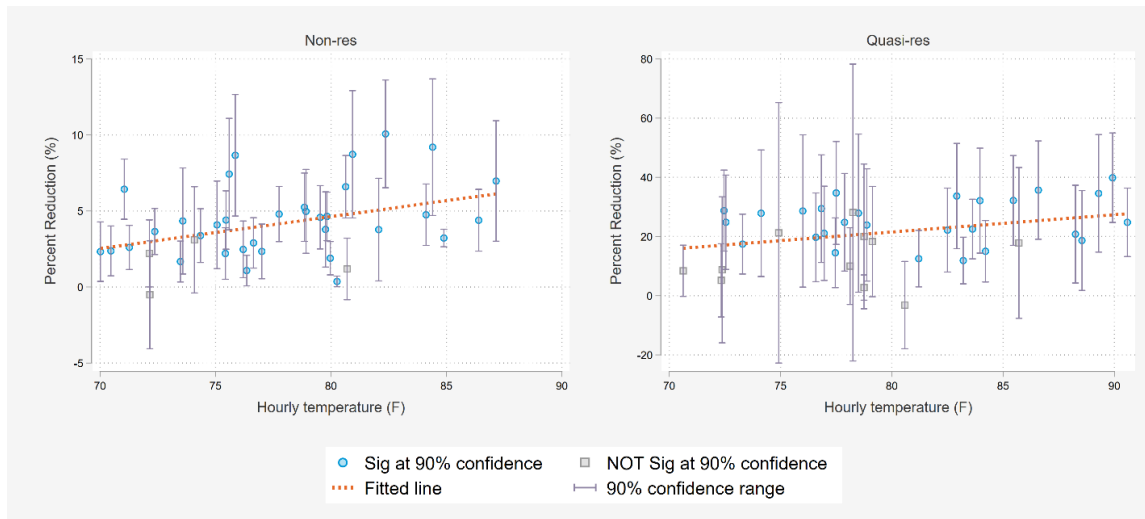 Non-res
Percent Reduction (%)
15
10
5
0
-5
70
75
80
85
90
Hourly temperature (F)
Quasi-res
Percent Reduction (%)
80
60
40
20
0
-20
70
75
80
85
90
Hourly temperature (F)
Sig at 90% confidence
NOT Sig at 90% confidence
Fitted line
90% confidence range